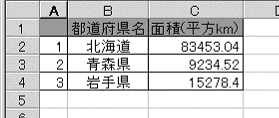 A B C
1 都道府県名 面積(平方km)
2 1 北海道 83453.04
3 2 青森県 9234.52
4 3 岩手県 15278.4
5